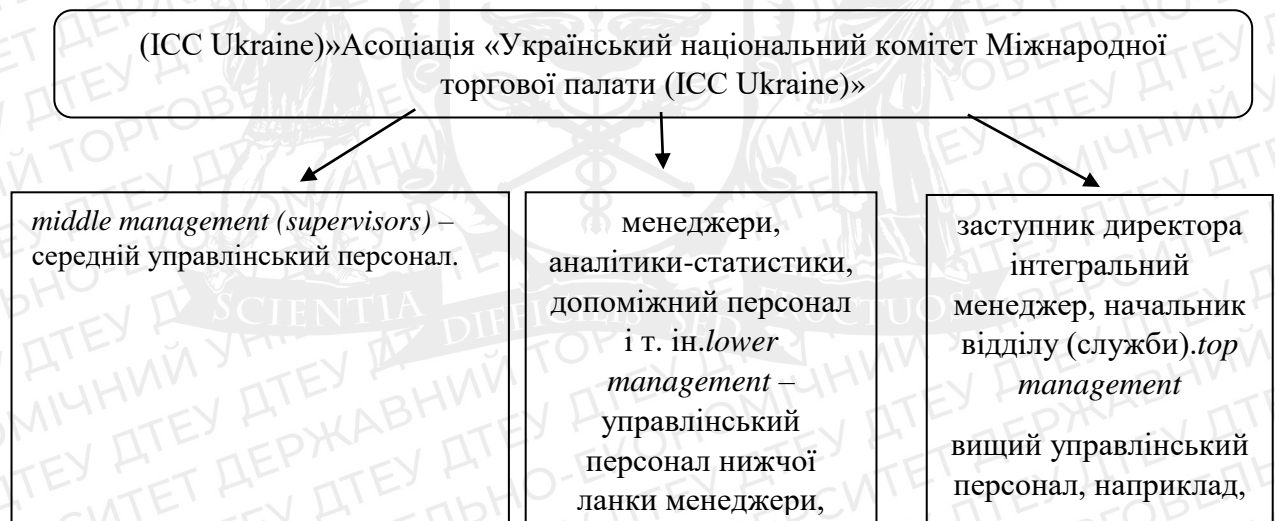 (ICC Ukraine)»Асоціація «Український національний комітет Міжнародної
торгової палати (ICC Ukraine)»
middle management (supervisors) –
середній управлінський персонал.
менеджери,
аналітики-статистики,
допоміжний персонал
і т. ін.lower
management –
управлінський
персонал нижчої
ланки менеджери,
заступник директора
інтегральний
менеджер, начальник
відділу (служби).top
management
вищий управлінський
персонал, наприклад,
SCIENTIA